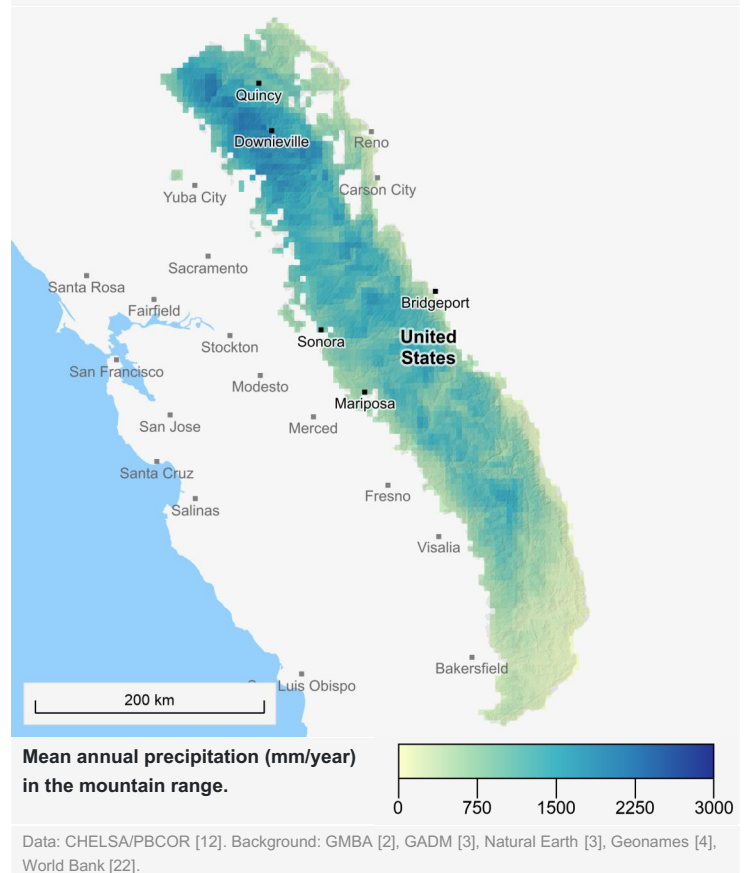 Quincy
Downieville
Reno
Carson City
Yuba City
Sacramento
Santa Rosa
Fairfield
Bridgeport
Stockton
Sonora
United
States
San Francisco
Modesto
Mariposa
San Jose
Merced
Santa Cruz
Fresno
Salinas
Visalia
Bakersfield
Luis Obispo
200 km
Mean annual precipitation (mm/year)
in the mountain range.
0 750 1500 2250 3000
Data: CHELSA/PBCOR [12]. Background: GMBA [2], GADM [3], Natural Earth [3], Geonames [4],
World Bank [22].